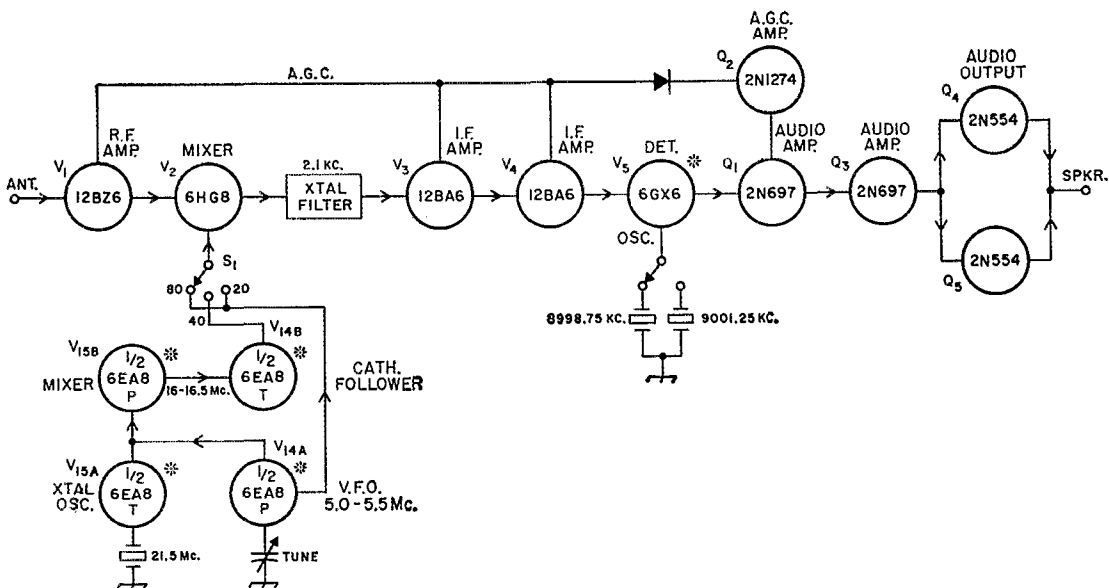 A.G.C.
AMP.
Q2
2N1274
A.G.C.
AUDIO
OUTPUT
Q4
2N554
R.F.
AMP.
V1
12BZ6
ANT.
MIXER
V2
6HG8
2.1 KC.
XTAL
FILTER
I.F.
AMP.
V3
12BA6
I.F.
AMP.
V4
12BA6
DET. ※
V5
6GX6
OSC.
AUDIO
AMP.
Q1
2N697
AUDIO
AMP.
Q3
2N697
SPKR.
2N554
Q5
S1
80
40
20
8998.75 KC.
9001.25 KC.
V15B
※
1/2
6EA8
P
MIXER
16-16.5 Mc.
V14B
※
1/2
6EA8
T
CATH.
FOLLOWER
V15A
※
XTAL
OSC.
1/2
6EA8
T
21.5 Mc.
V14A
※
1/2
6EA8
P
V.F.O.
5.0-5.5 Mc.
TUNE